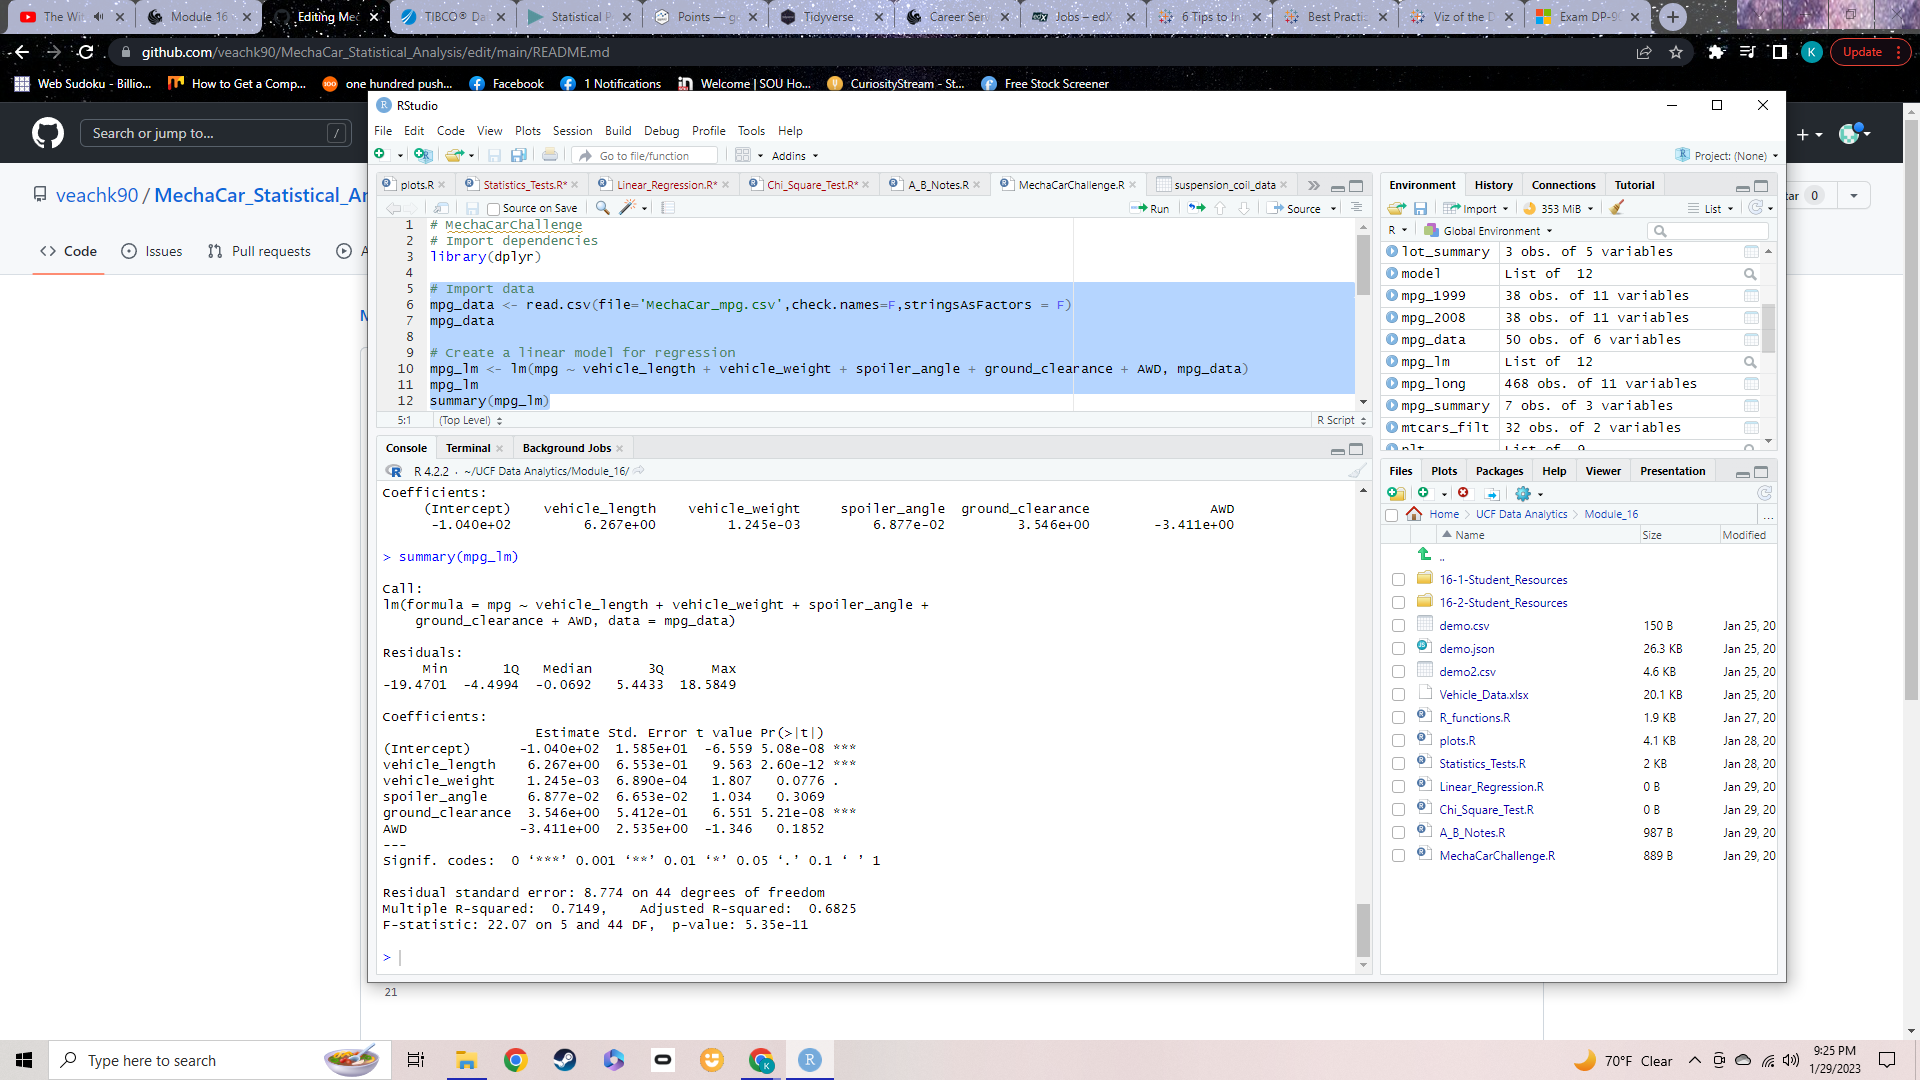 The Wit
Module 16
Editing Mec
TIBCO® Da
Statistical P
Points — g
Tidyverse
Career Ser
Jobs – edX
6 Tips to In
Best Practi
Viz of the D
Exam DP-9
github.com/veachk90/MechaCar_Statistical_Analysis/edit/main/README.md
K
Update
Web Sudoku - Billio...
How to Get a Comp...
one hundred push...
Facebook
1 Notifications
Welcome | SOU Ho...
CuriosityStream - St...
Free Stock Screener
Search or jump to...
/
veachk90 / MechaCar_Statistical_A
Code
Issues
Pull requests
A
tar 0
RStudio
File Edit Code View Plots Session Build Debug Profile Tools Help
Go to file/function
Addins
Project: (None)
plots.R
Statistics_Tests.R*
Linear_Regression.R*
Chi_Square_Test.R*
A_B_Notes.R
MechaCarChallenge.R
suspension_coil_data
Source on Save
Run
Source
1 # MechaCarChallenge
2 # Import dependencies
3 library(dplyr)
4
5 # Import data
6 mpg_data <- read.csv(file='MechaCar_mpg.csv',check.names=F,stringsAsFactors = F)
7 mpg_data
8
9 # Create a linear model for regression
10 mpg_lm <- lm(mpg ~ vehicle_length + vehicle_weight + spoiler_angle + ground_clearance + AWD, mpg_data)
11 mpg_lm
12 summary(mpg_lm)
5:1 (Top Level) R Script
Console Terminal Background Jobs
R 4.2.2 · ~/UCF Data Analytics/Module_16/
Coefficients:
(Intercept) vehicle_length vehicle_weight spoiler_angle ground_clearance AWD
-1.040e+02 6.267e+00 1.245e-03 6.877e-02 3.546e+00 -3.411e+00
> summary(mpg_lm)
Call:
lm(formula = mpg ~ vehicle_length + vehicle_weight + spoiler_angle +
ground_clearance + AWD, data = mpg_data)
Residuals:
Min 1Q Median 3Q Max
-19.4701 -4.4994 -0.0692 5.4433 18.5849
Coefficients:
Estimate Std. Error t value Pr(>|t|)
(Intercept) -1.040e+02 1.585e+01 -6.559 5.08e-08 ***
vehicle_length 6.267e+00 6.553e-01 9.563 2.60e-12 ***
vehicle_weight 1.245e-03 6.890e-04 1.807 0.0776 .
spoiler_angle 6.877e-02 6.653e-02 1.034 0.3069
ground_clearance 3.546e+00 5.412e-01 6.551 5.21e-08 ***
AWD -3.411e+00 2.535e+00 -1.346 0.1852
---
Signif. codes: 0 ‘***’ 0.001 ‘**’ 0.01 ‘*’ 0.05 ‘.’ 0.1 ‘ ’ 1
Residual standard error: 8.774 on 44 degrees of freedom
Multiple R-squared: 0.7149, Adjusted R-squared: 0.6825
F-statistic: 22.07 on 5 and 44 DF, p-value: 5.35e-11
>
Environment History Connections Tutorial
Import 353 MiB List
R Global Environment
lot_summary 3 obs. of 5 variables
model List of 12
mpg_1999 38 obs. of 11 variables
mpg_2008 38 obs. of 11 variables
mpg_data 50 obs. of 6 variables
mpg_lm List of 12
mpg_long 468 obs. of 11 variables
mpg_summary 7 obs. of 3 variables
mtcars_filt 32 obs. of 2 variables
plt List of 9
Files Plots Packages Help Viewer Presentation
Home UCF Data Analytics Module_16 ...
Name Size Modified
..
16-1-Student_Resources
16-2-Student_Resources
demo.csv 150 B Jan 25, 20
demo.json 26.3 KB Jan 25, 20
demo2.csv 4.6 KB Jan 25, 20
Vehicle_Data.xlsx 20.1 KB Jan 25, 20
R_functions.R 1.9 KB Jan 27, 20
plots.R 4.1 KB Jan 28, 20
Statistics_Tests.R 2 KB Jan 28, 20
Linear_Regression.R 0 B Jan 29, 20
Chi_Square_Test.R 0 B Jan 29, 20
A_B_Notes.R 987 B Jan 29, 20
MechaCarChallenge.R 889 B Jan 29, 20
21
Type here to search
70°F Clear
9:25 PM
1/29/2023